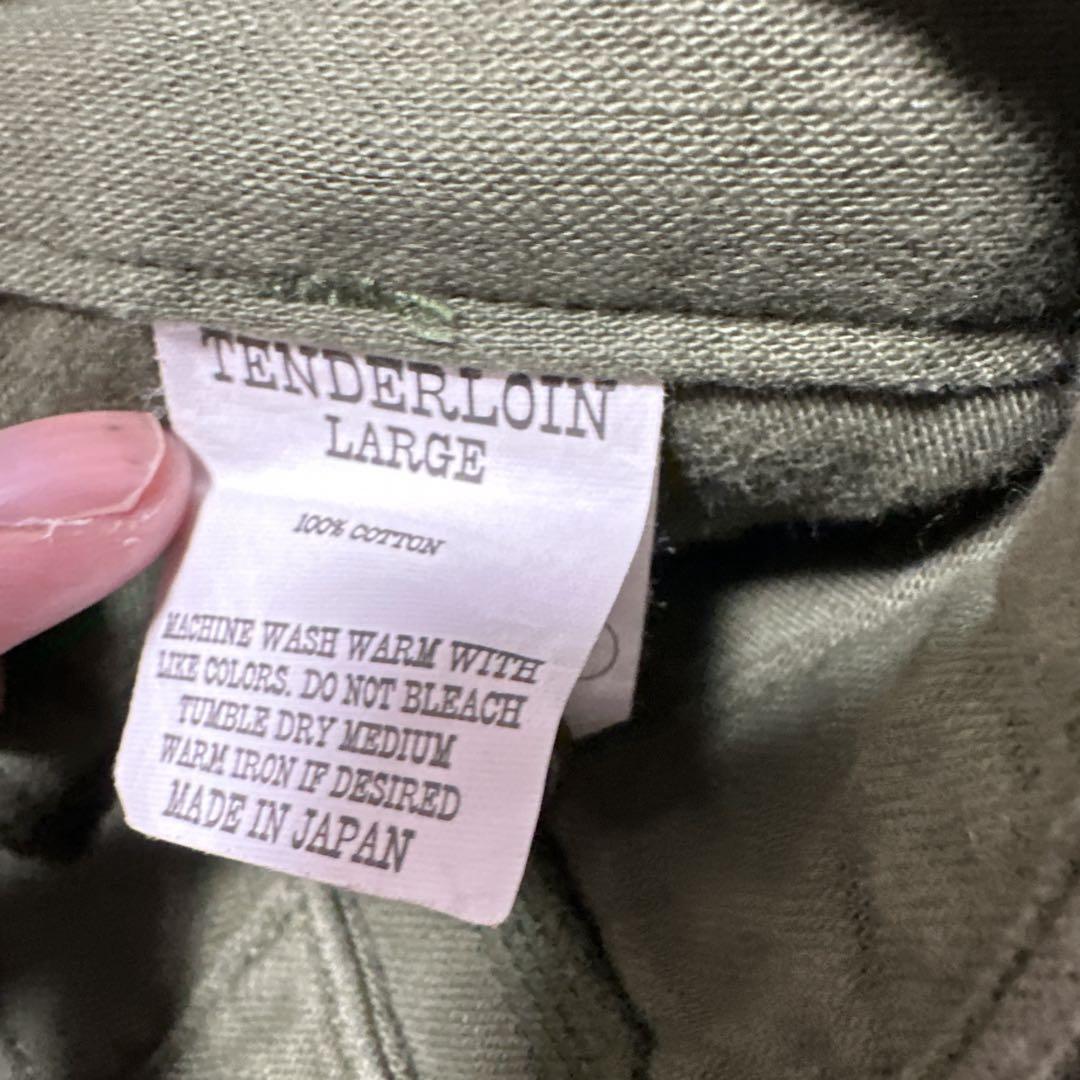 TENDERLOIN
LARGE
100% COTTON
MACHINE WASH WARM WITH
LIKE COLORS. DO NOT BLEACH
TUMBLE DRY MEDIUM
WARM IRON IF DESIRED
MADE IN JAPAN